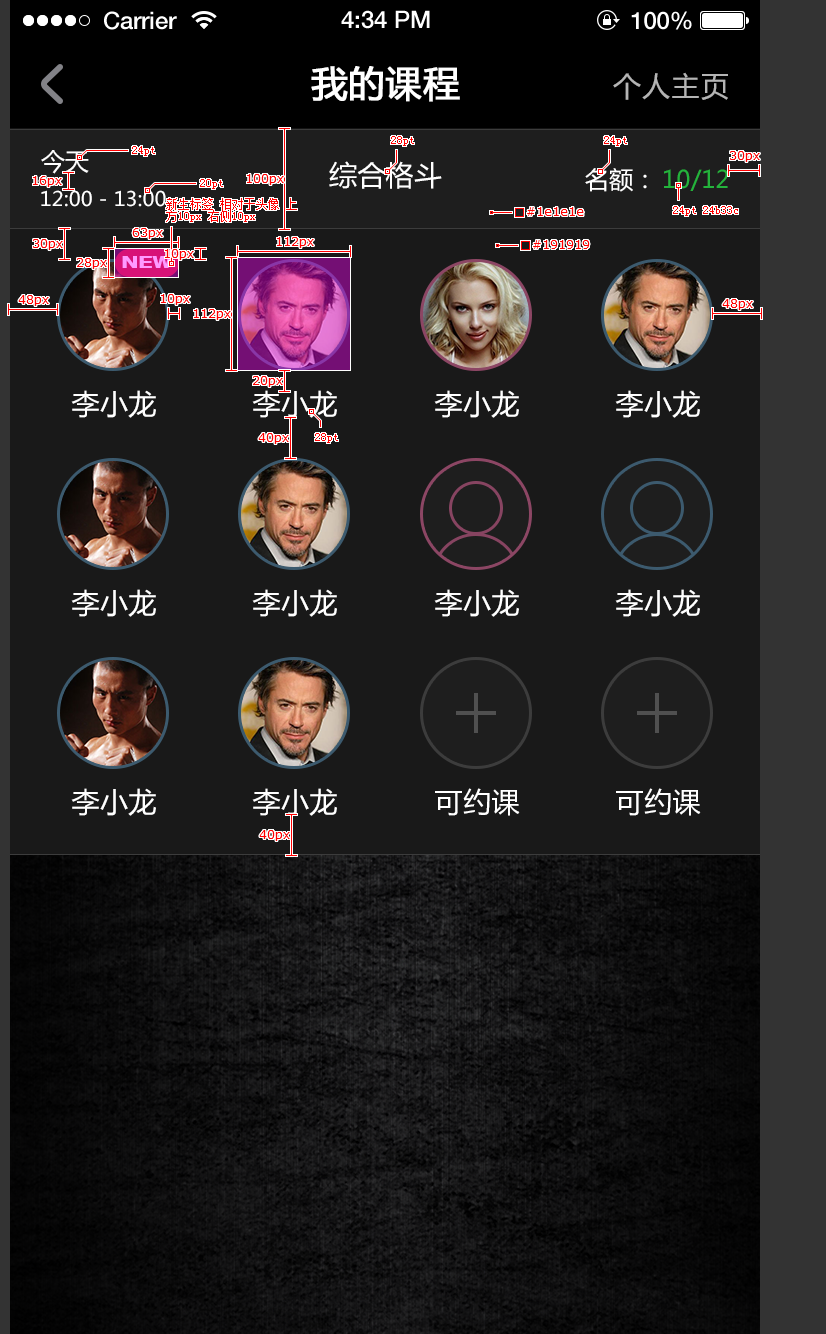 Carrier 4:34 PM 100%
我的课程 个人主页
今天 24pt 28pt 24pt 30px
16px 100px 综合格斗 名额： 10/12
12:00 - 13:00 20pt
新生标签 相对于头像 上
方10px 右侧10px
#1e1e1e 24pt
63px 30px 10px 112px #191919
28px NEW
48px 10px 112px 48px
20px
李小龙 李小龙 李小龙 李小龙
40px 28pt
李小龙 李小龙 李小龙 李小龙
李小龙 李小龙 可约课 可约课
40px